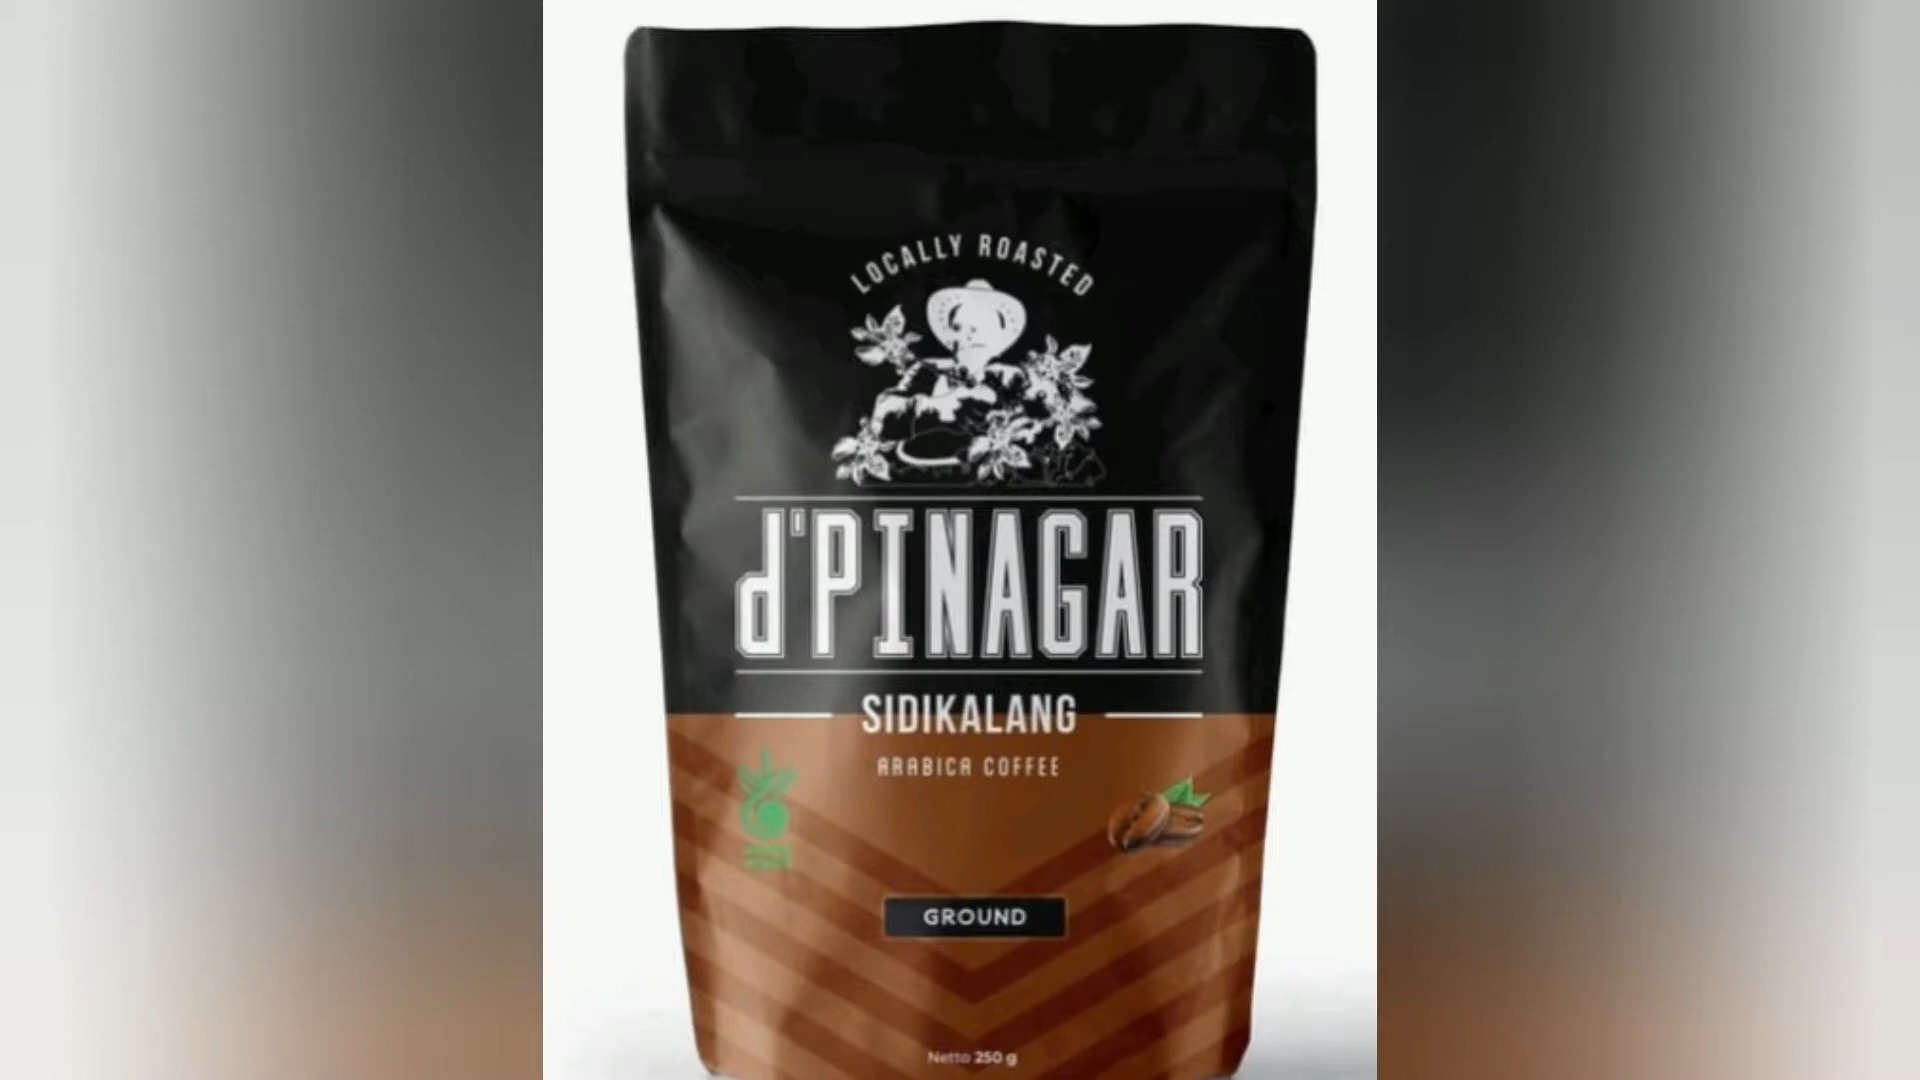 LOCALLY ROASTED
d'PINAGAR
SIDIKALANG
ARABICA COFFEE
GROUND
Netto 250 g